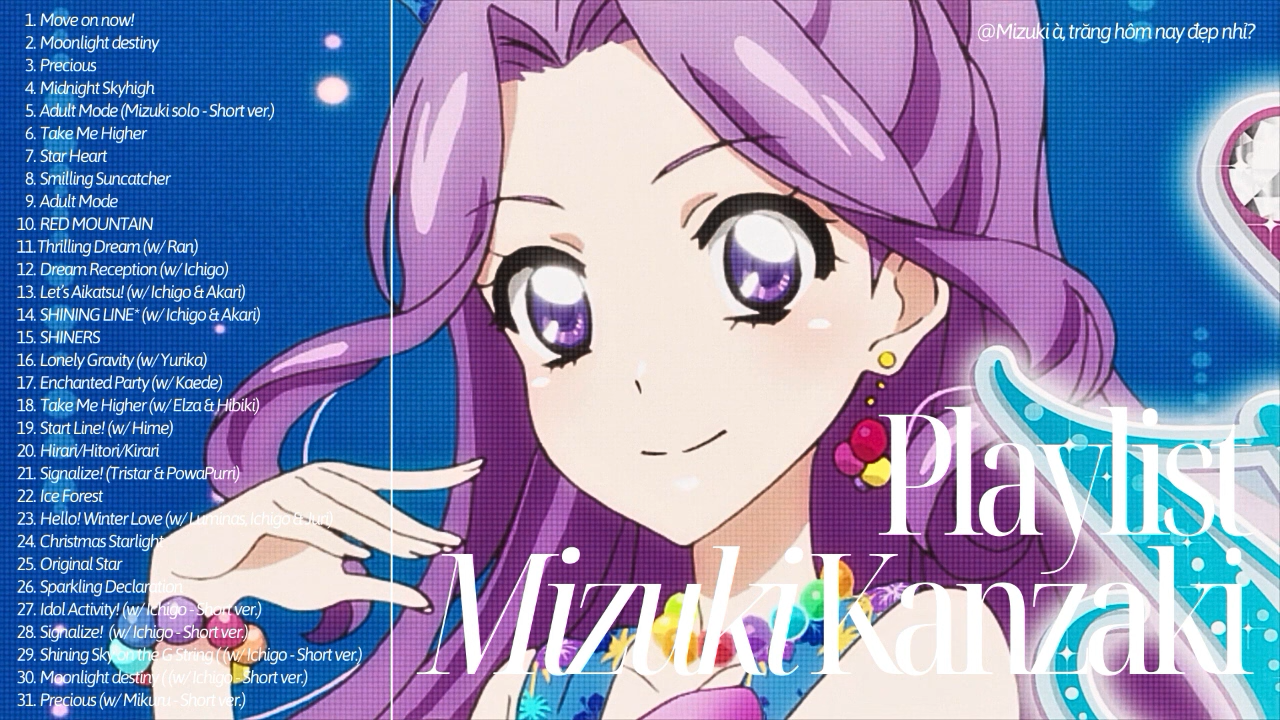 1. Move on now!
2. Moonlight destiny
3. Precious
4. Midnight Skyhigh
5. Adult Mode (Mizuki solo - Short ver.)
6. Take Me Higher
7. Star Heart
8. Smilling Suncatcher
9. Adult Mode
10. RED MOUNTAIN
11. Thrilling Dream (w/ Ran)
12. Dream Reception (w/ Ichigo)
13. Let's Aikatsu! (w/ Ichigo & Akari)
14. SHINING LINE* (w/ Ichigo & Akari)
15. SHINERS
16. Lonely Gravity (w/ Yurika)
17. Enchanted Party (w/ Kaede)
18. Take Me Higher (w/ Elza & Hibiki)
19. Start Line! (w/ Hime)
20. Hirari/Hitori/Kirari
21. Signalize! (Tristar & PowaPurri)
22. Ice Forest
23. Hello! Winter Love (w/ Luminas, Ichigo & Juri)
24. Christmas Starlight
25. Original Star
26. Sparkling Declaration
27. Idol Activity! (w/ Ichigo - Short ver.)
28. Signalize! (w/ Ichigo - Short ver.)
29. Shining Sky on the G String ( (w/ Ichigo - Short ver.)
30. Moonlight destiny ( (w/ Ichigo - Short ver.)
31. Precious (w/ Mikuru - Short ver.)
@Mizuki à, trăng hôm nay đẹp nhỉ?
Playlist
Mizuki Kanzaki